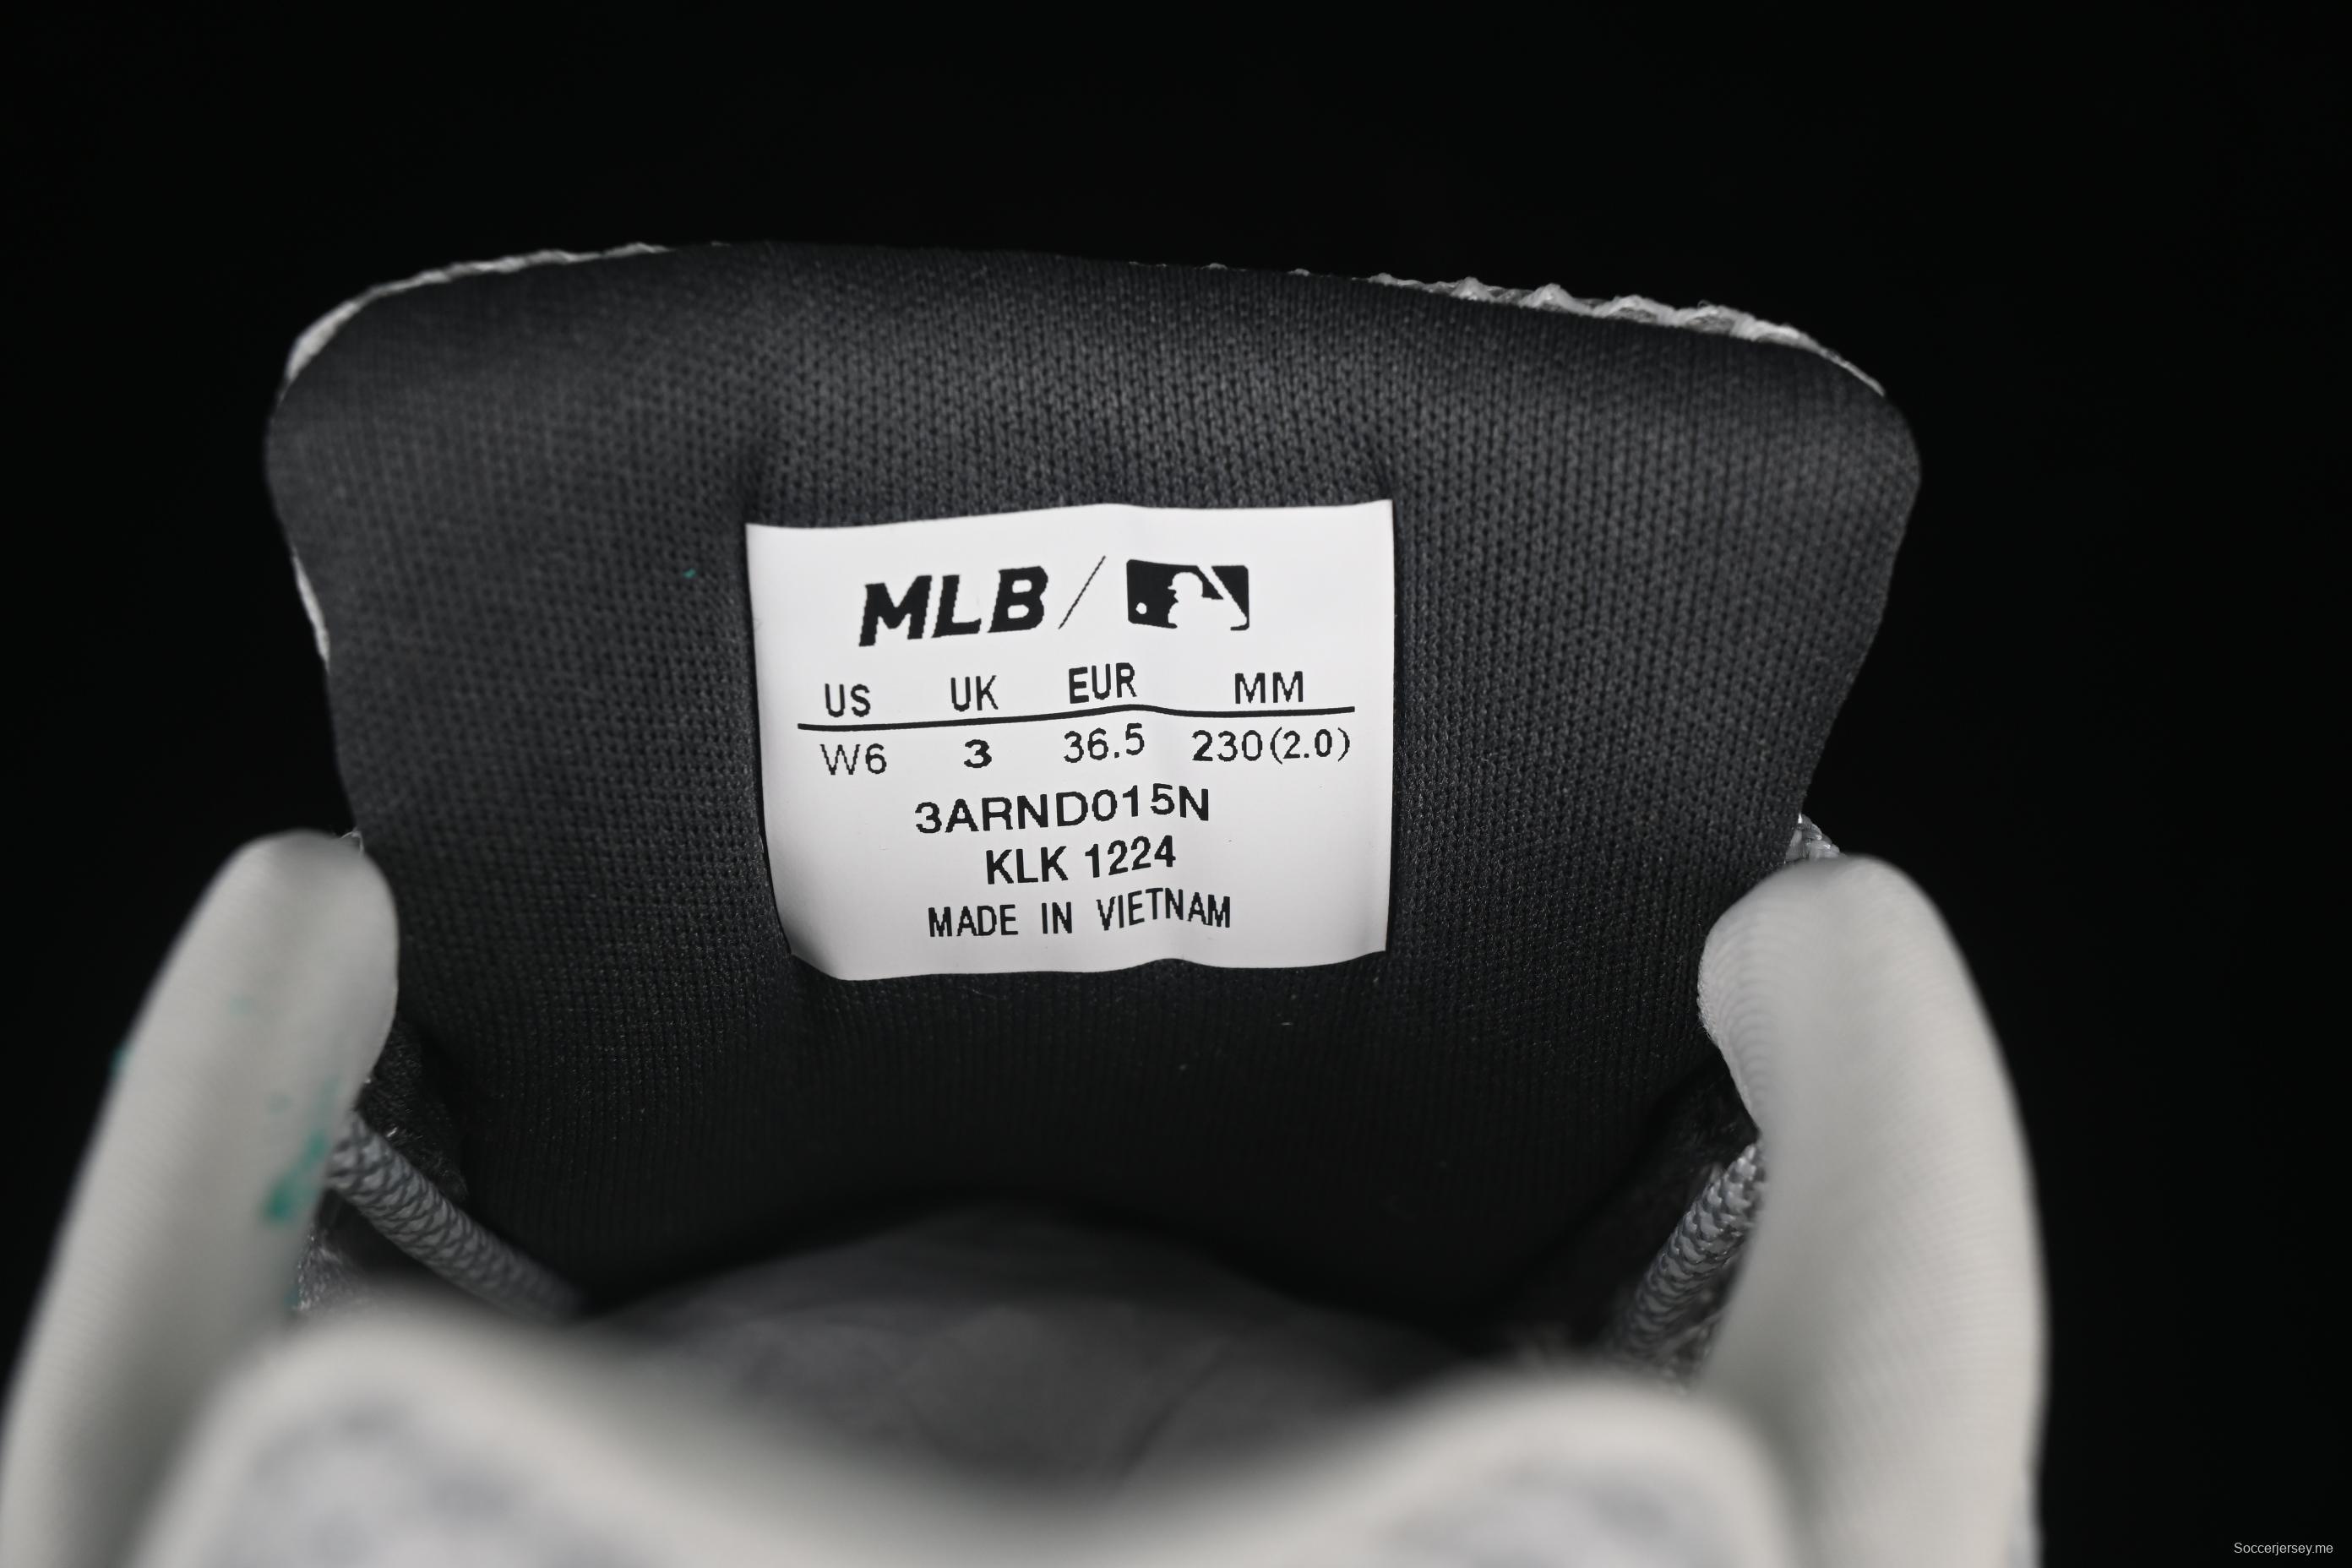 MLB /
US UK EUR MM
W6 3 36.5 230(2.0)
3ARND015N
KLK 1224
MADE IN VIETNAM
Soccerjersey.me